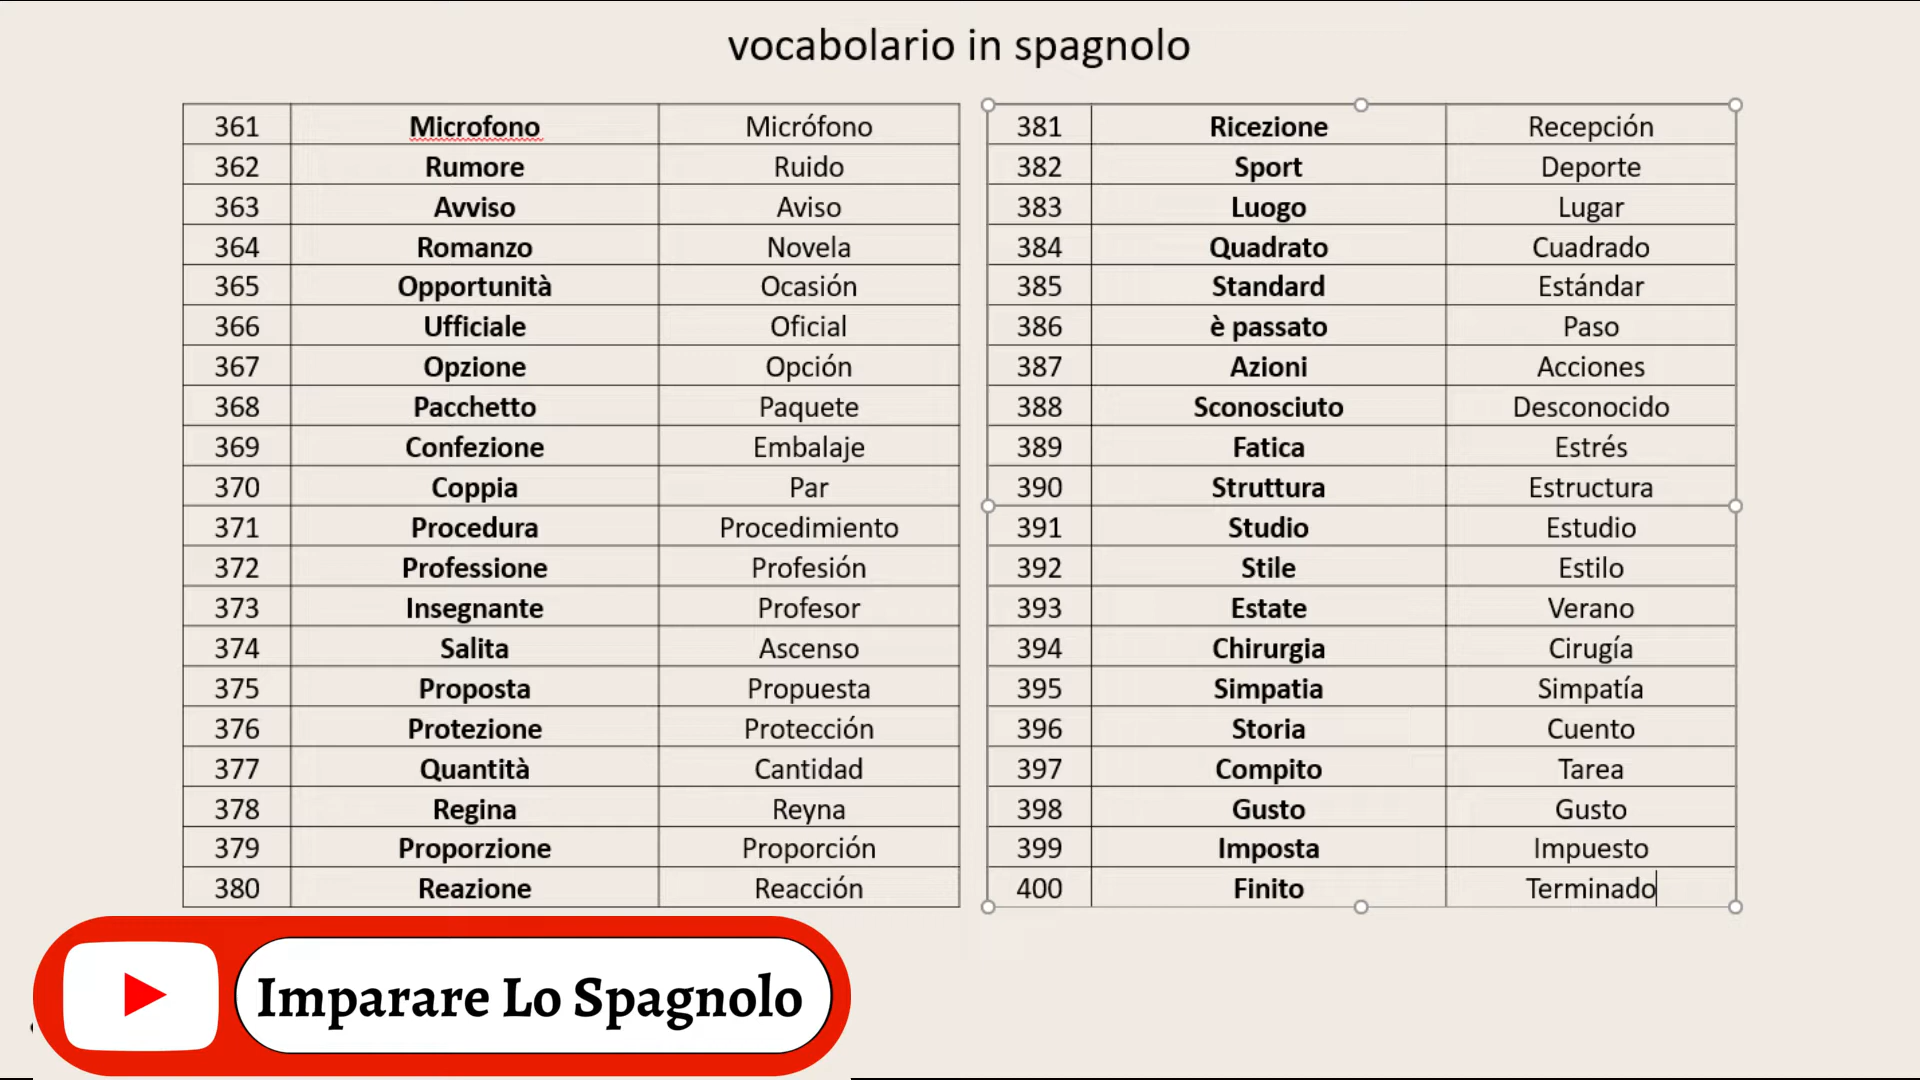 vocabolario in spagnolo
361 Microfono Micrófono
362 Rumore Ruido
363 Avviso Aviso
364 Romanzo Novela
365 Opportunità Ocasión
366 Ufficiale Oficial
367 Opzione Opción
368 Pacchetto Paquete
369 Confezione Embalaje
370 Coppia Par
371 Procedura Procedimiento
372 Professione Profesión
373 Insegnante Profesor
374 Salita Ascenso
375 Proposta Propuesta
376 Protezione Protección
377 Quantità Cantidad
378 Regina Reyna
379 Proporzione Proporción
380 Reazione Reacción
381 Ricezione Recepción
382 Sport Deporte
383 Luogo Lugar
384 Quadrato Cuadrado
385 Standard Estándar
386 è passato Paso
387 Azioni Acciones
388 Sconosciuto Desconocido
389 Fatica Estrés
390 Struttura Estructura
391 Studio Estudio
392 Stile Estilo
393 Estate Verano
394 Chirurgia Cirugía
395 Simpatia Simpatía
396 Storia Cuento
397 Compito Tarea
398 Gusto Gusto
399 Imposta Impuesto
400 Finito Terminado
Imparare Lo Spagnolo